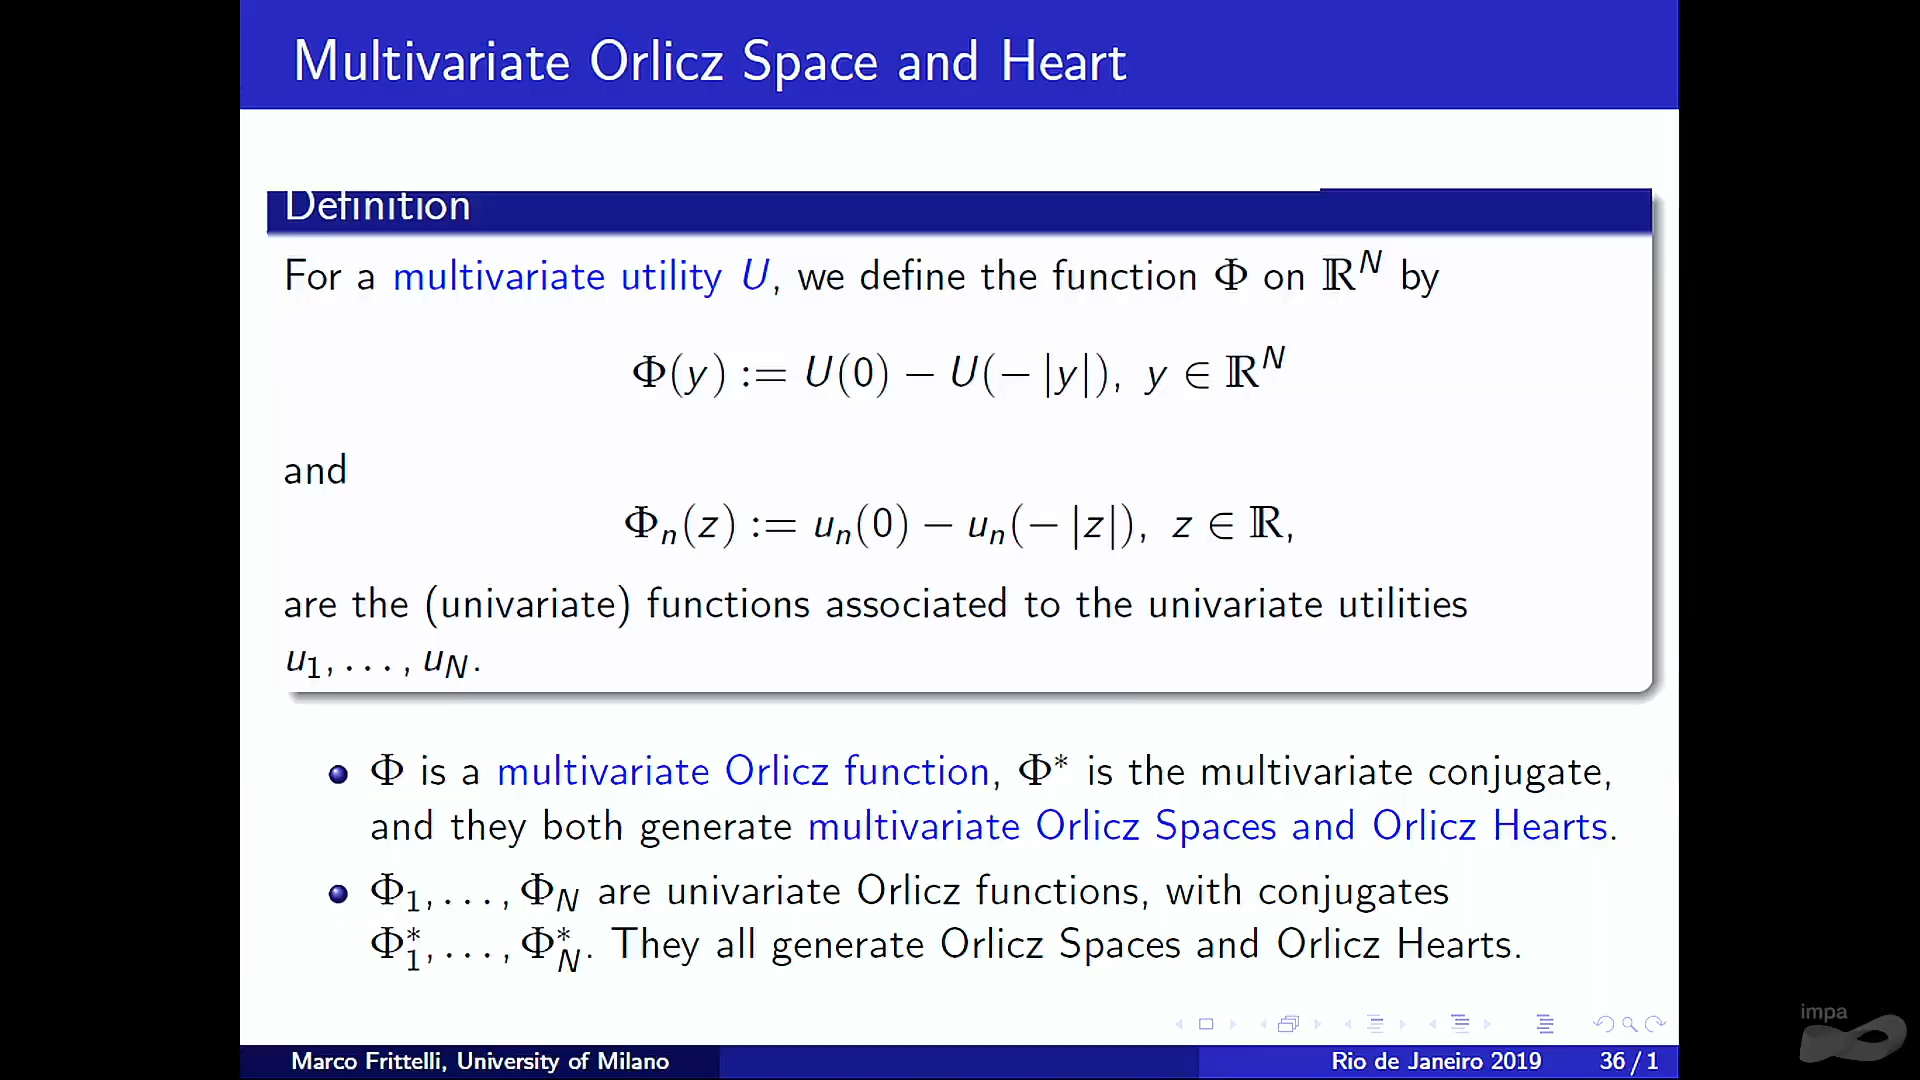 Multivariate Orlicz Space and Heart
Definition
For a multivariate utility U, we define the function Φ on ℝ^N by
Φ(y) := U(0) − U(− |y|), y ∈ ℝ^N
and
Φ_n(z) := u_n(0) − u_n(− |z|), z ∈ ℝ,
are the (univariate) functions associated to the univariate utilities
u_1, . . . , u_N.
Φ is a multivariate Orlicz function, Φ* is the multivariate conjugate,
and they both generate multivariate Orlicz Spaces and Orlicz Hearts.
Φ_1, . . . , Φ_N are univariate Orlicz functions, with conjugates
Φ*_1, . . . , Φ*_N. They all generate Orlicz Spaces and Orlicz Hearts.
impa
Marco Frittelli, University of Milano Rio de Janeiro 2019 36 / 1